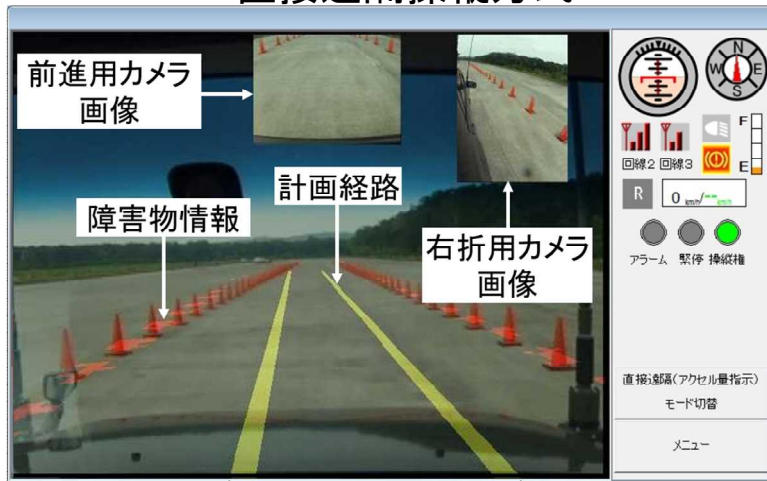 前進用カメラ
画像
障害物情報
計画経路
右折用カメラ
画像
N
W
E
S
回線2
回線3
F
E
R
0 km/h/-- km/h
アラーム
緊停
操縦権
直接遠隔(アクセル量指示)
モード切替
メニュー